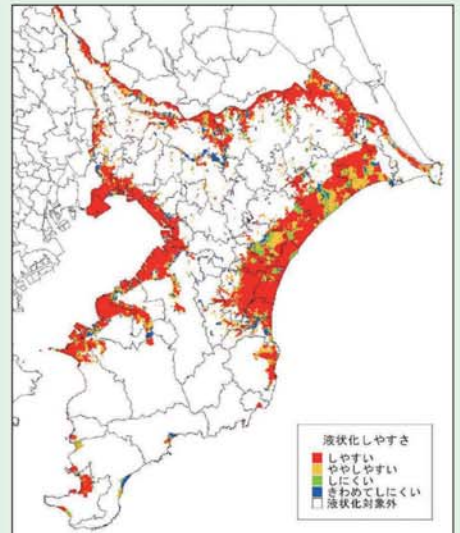 液状化しやすさ
しやすい
ややしやすい
しにくい
きわめてしにくい
液状化対象外